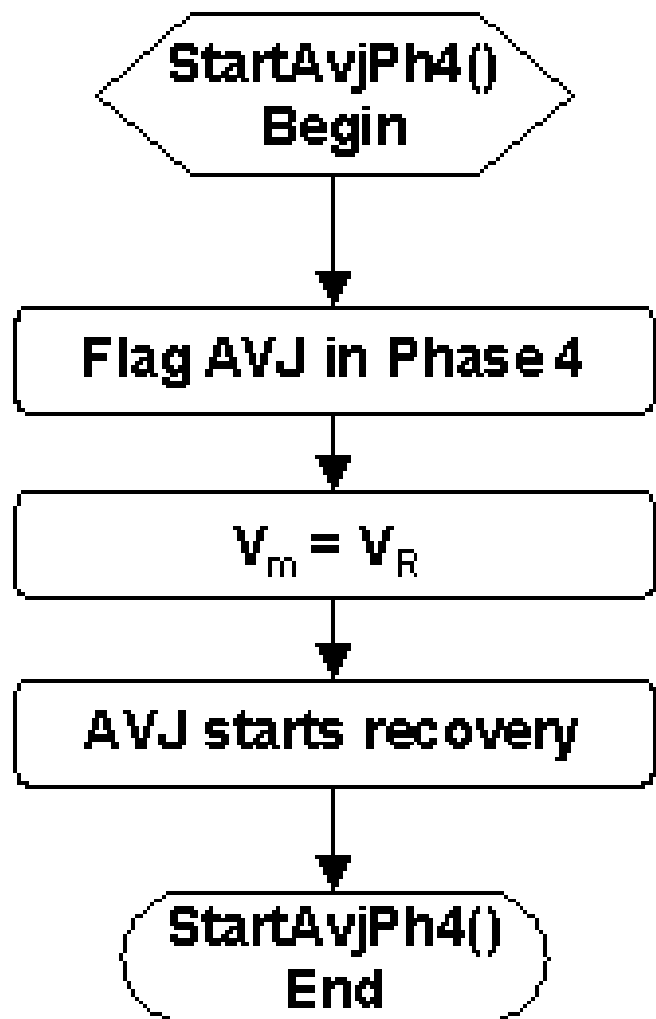 StartAvjPh4()
Begin
Flag AVJ in Phase 4
Vm = VR
AVJ starts recovery
StartAvjPh4()
End